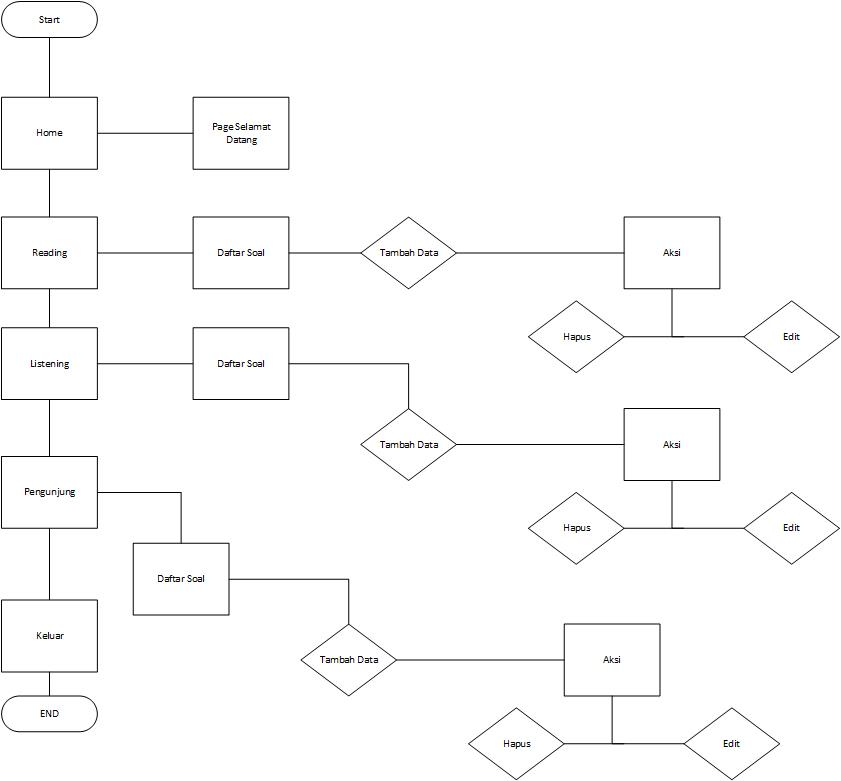 Start
Home
Page Selamat
Datang
Reading
Daftar Soal
Tambah Data
Aksi
Hapus
Edit
Listening
Daftar Soal
Tambah Data
Aksi
Hapus
Edit
Pengunjung
Daftar Soal
Tambah Data
Aksi
Hapus
Edit
Keluar
END